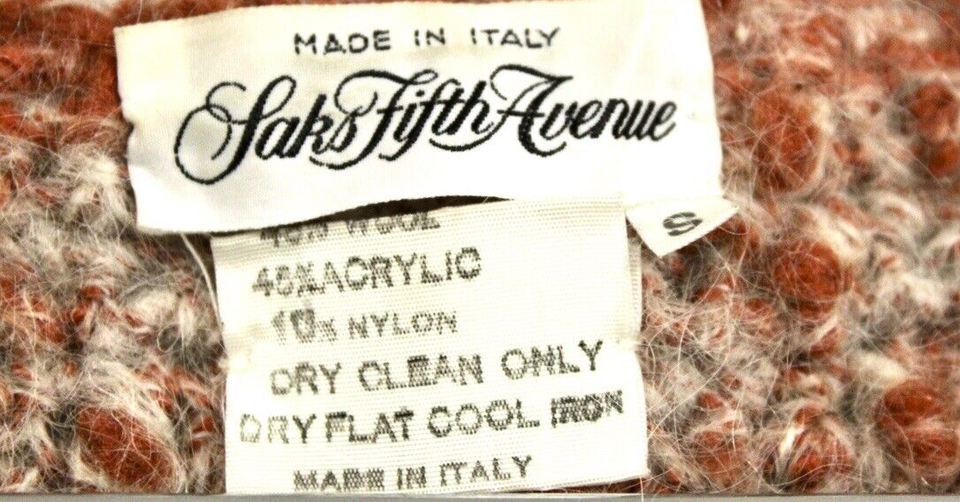 MADE IN ITALY
Saks Fifth Avenue
S
WOOL
ACRYLIC
10% NYLON
DRY CLEAN ONLY
DRY FLAT COOL IRON
MADE IN ITALY